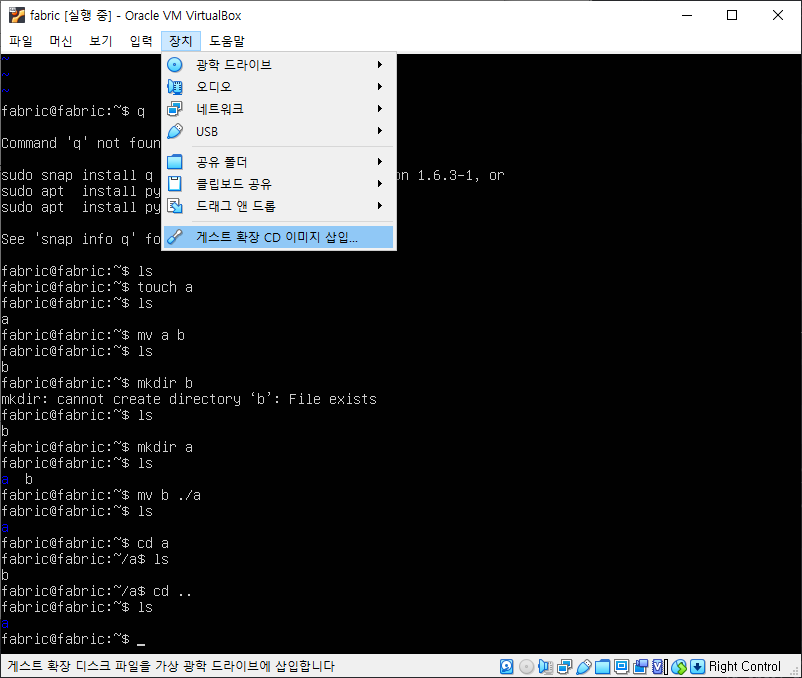 fabric [실행 중] - Oracle VM VirtualBox
파일 머신 보기 입력 장치 도움말
광학 드라이브
오디오
네트워크
USB
공유 폴더
클립보드 공유
드래그 앤 드롭
게스트 확장 CD 이미지 삽입...
~
~
~
fabric@fabric:~$ q
Command 'q' not foun
sudo snap install q on 1.6.3-1, or
sudo apt install py
sudo apt install py
See 'snap info q' fo
fabric@fabric:~$ ls
fabric@fabric:~$ touch a
fabric@fabric:~$ ls
a
fabric@fabric:~$ mv a b
fabric@fabric:~$ ls
b
fabric@fabric:~$ mkdir b
mkdir: cannot create directory ‘b’: File exists
fabric@fabric:~$ ls
b
fabric@fabric:~$ mkdir a
fabric@fabric:~$ ls
a b
fabric@fabric:~$ mv b ./a
fabric@fabric:~$ ls
a
fabric@fabric:~$ cd a
fabric@fabric:~/a$ ls
b
fabric@fabric:~/a$ cd ..
fabric@fabric:~$ ls
a
fabric@fabric:~$ _
게스트 확장 디스크 파일을 가상 광학 드라이브에 삽입합니다 Right Control